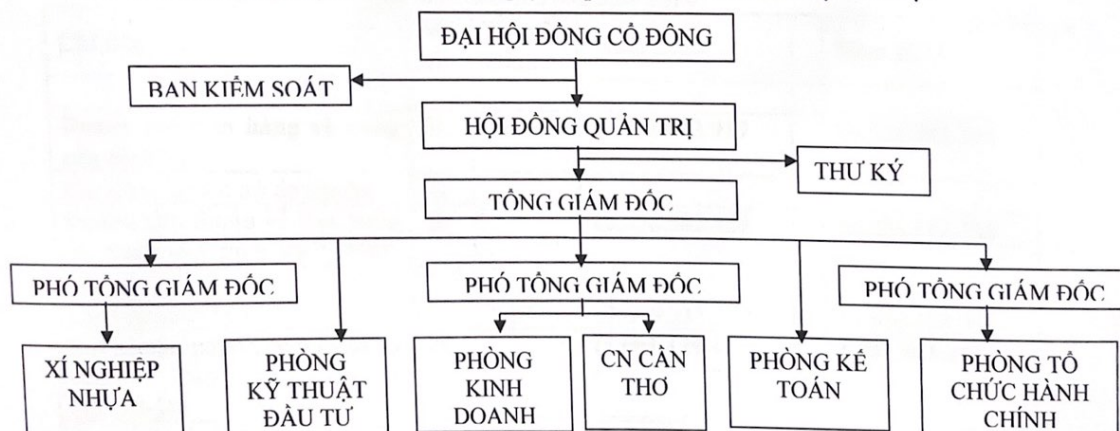 ĐẠI HỘI ĐỒNG CỔ ĐÔNG
BAN KIỂM SOÁT
HỘI ĐỒNG QUẢN TRỊ
THƯ KÝ
TỔNG GIÁM ĐỐC
PHÓ TỔNG GIÁM ĐỐC
PHÓ TỔNG GIÁM ĐỐC
PHÓ TỔNG GIÁM ĐỐC
XÍ NGHIỆP
NHỰA
PHÒNG
KỸ THUẬT
ĐẦU TƯ
PHÒNG
KINH
DOANH
CN CẦN
THƠ
PHÒNG KẾ
TOÁN
PHÒNG TỔ
CHỨC HÀNH
CHÍNH